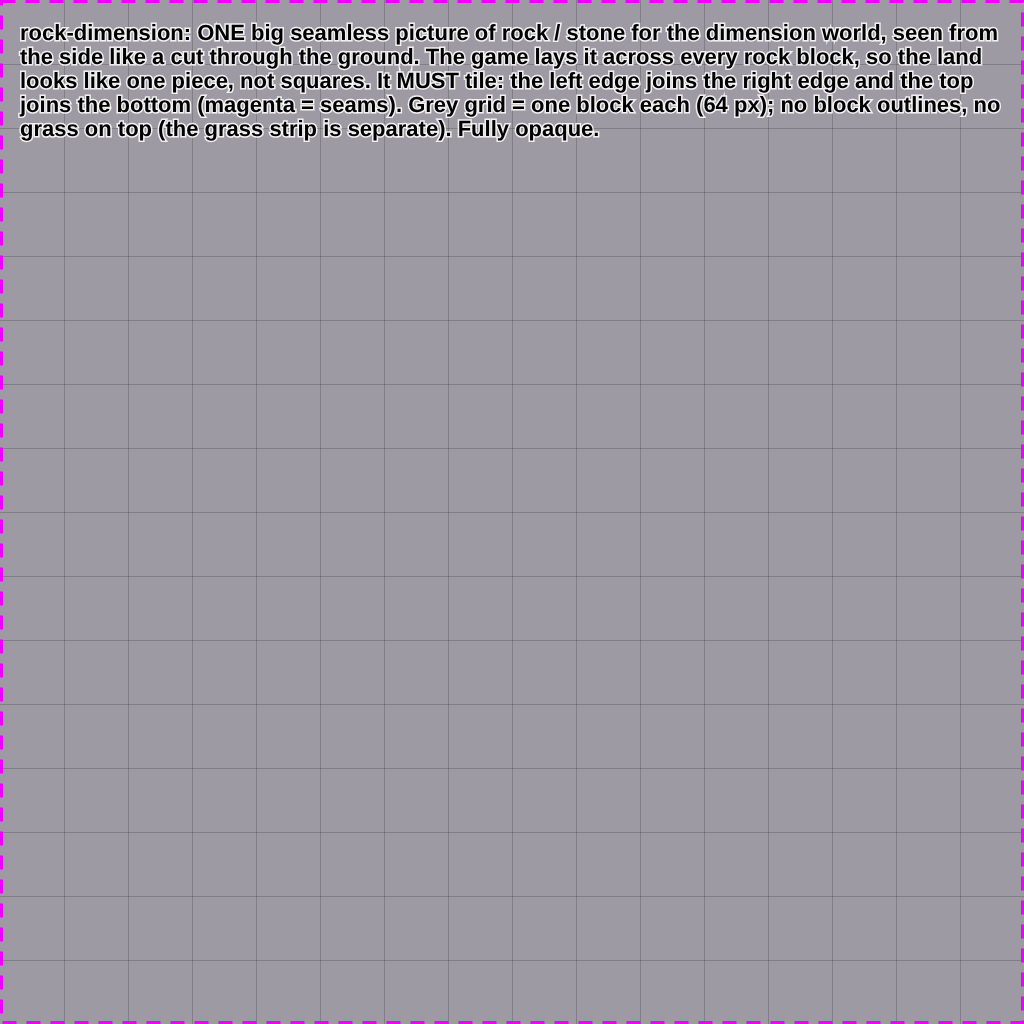 rock-dimension: ONE big seamless picture of rock / stone for the dimension world, seen from
the side like a cut through the ground. The game lays it across every rock block, so the land
looks like one piece, not squares. It MUST tile: the left edge joins the right edge and the top
joins the bottom (magenta = seams). Grey grid = one block each (64 px); no block outlines, no
grass on top (the grass strip is separate). Fully opaque.